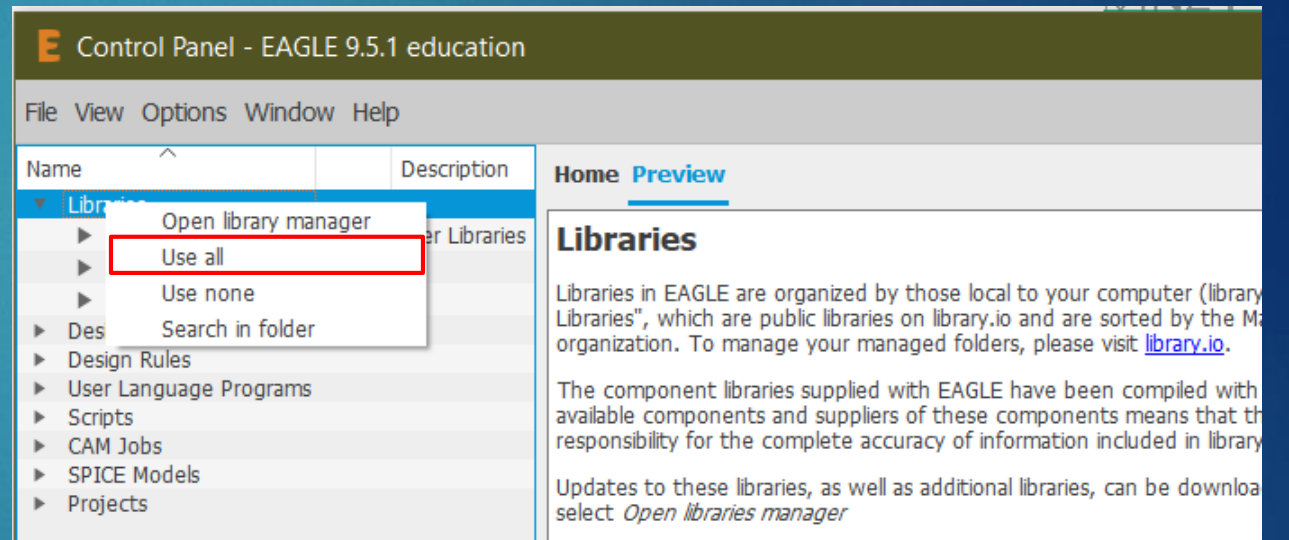 Control Panel - EAGLE 9.5.1 education
File View Options Window Help
Name Description
Libraries
Open library manager
er Libraries
Use all
Use none
Search in folder
Des
Design Rules
User Language Programs
Scripts
CAM Jobs
SPICE Models
Projects
Home Preview
Libraries
Libraries in EAGLE are organized by those local to your computer (library
Libraries", which are public libraries on library.io and are sorted by the Ma
organization. To manage your managed folders, please visit library.io.
The component libraries supplied with EAGLE have been compiled with
available components and suppliers of these components means that th
responsibility for the complete accuracy of information included in library
Updates to these libraries, as well as additional libraries, can be downloa
select Open libraries manager